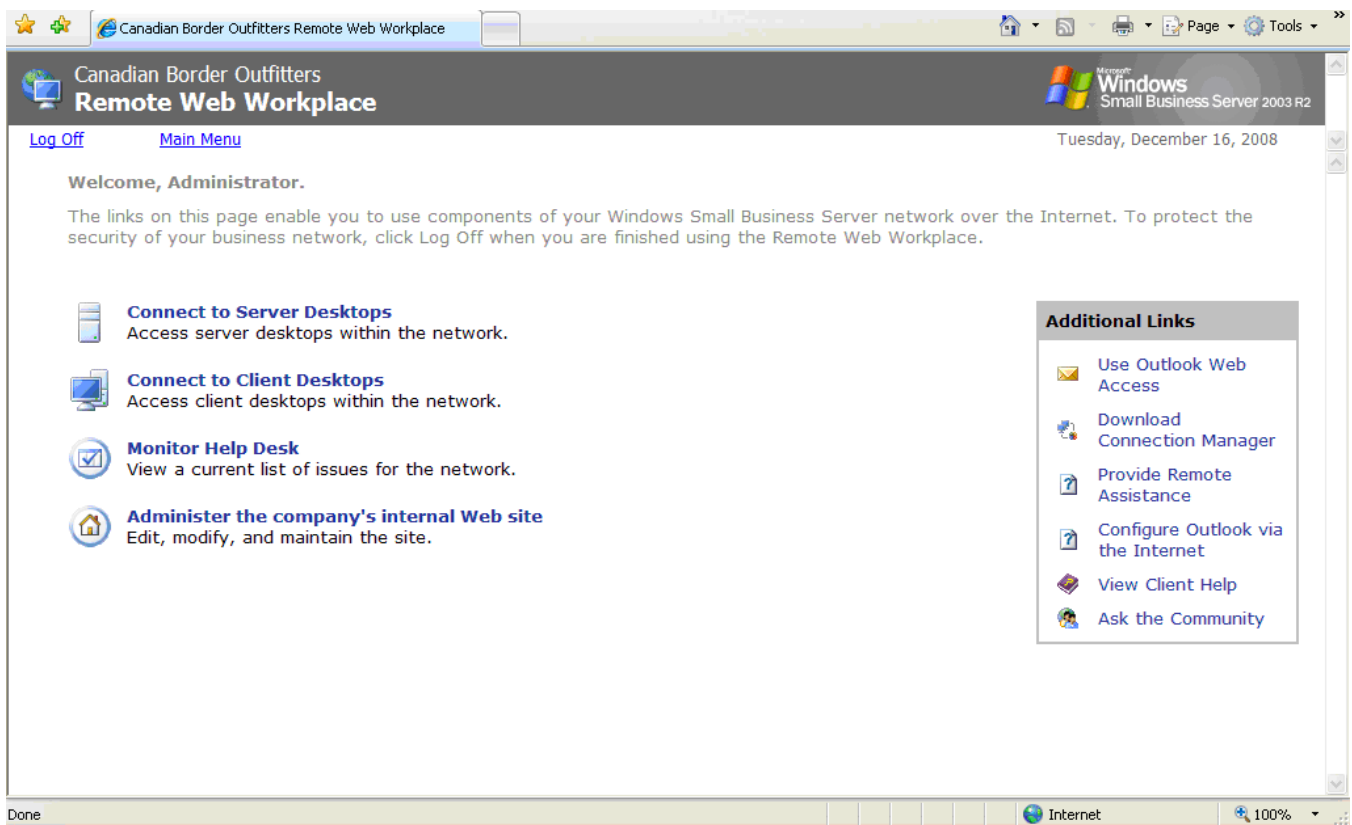 Canadian Border Outfitters Remote Web Workplace
Page
Tools
»
Canadian Border Outfitters
Remote Web Workplace
Microsoft
Windows
Small Business Server 2003 R2
Log Off
Main Menu
Tuesday, December 16, 2008
Welcome, Administrator.
The links on this page enable you to use components of your Windows Small Business Server network over the Internet. To protect the
security of your business network, click Log Off when you are finished using the Remote Web Workplace.
Connect to Server Desktops
Access server desktops within the network.
Connect to Client Desktops
Access client desktops within the network.
Monitor Help Desk
View a current list of issues for the network.
Administer the company's internal Web site
Edit, modify, and maintain the site.
Additional Links
Use Outlook Web
Access
Download
Connection Manager
Provide Remote
Assistance
Configure Outlook via
the Internet
View Client Help
Ask the Community
Done
Internet
100%